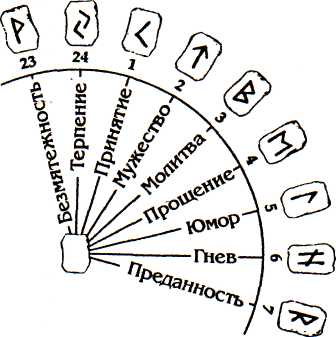 23
24
1
2
3
4
5
6
7
Безмятежность
Терпение
Принятие
Мужество
Молитва
Прощение
Юмор
Гнев
Преданность